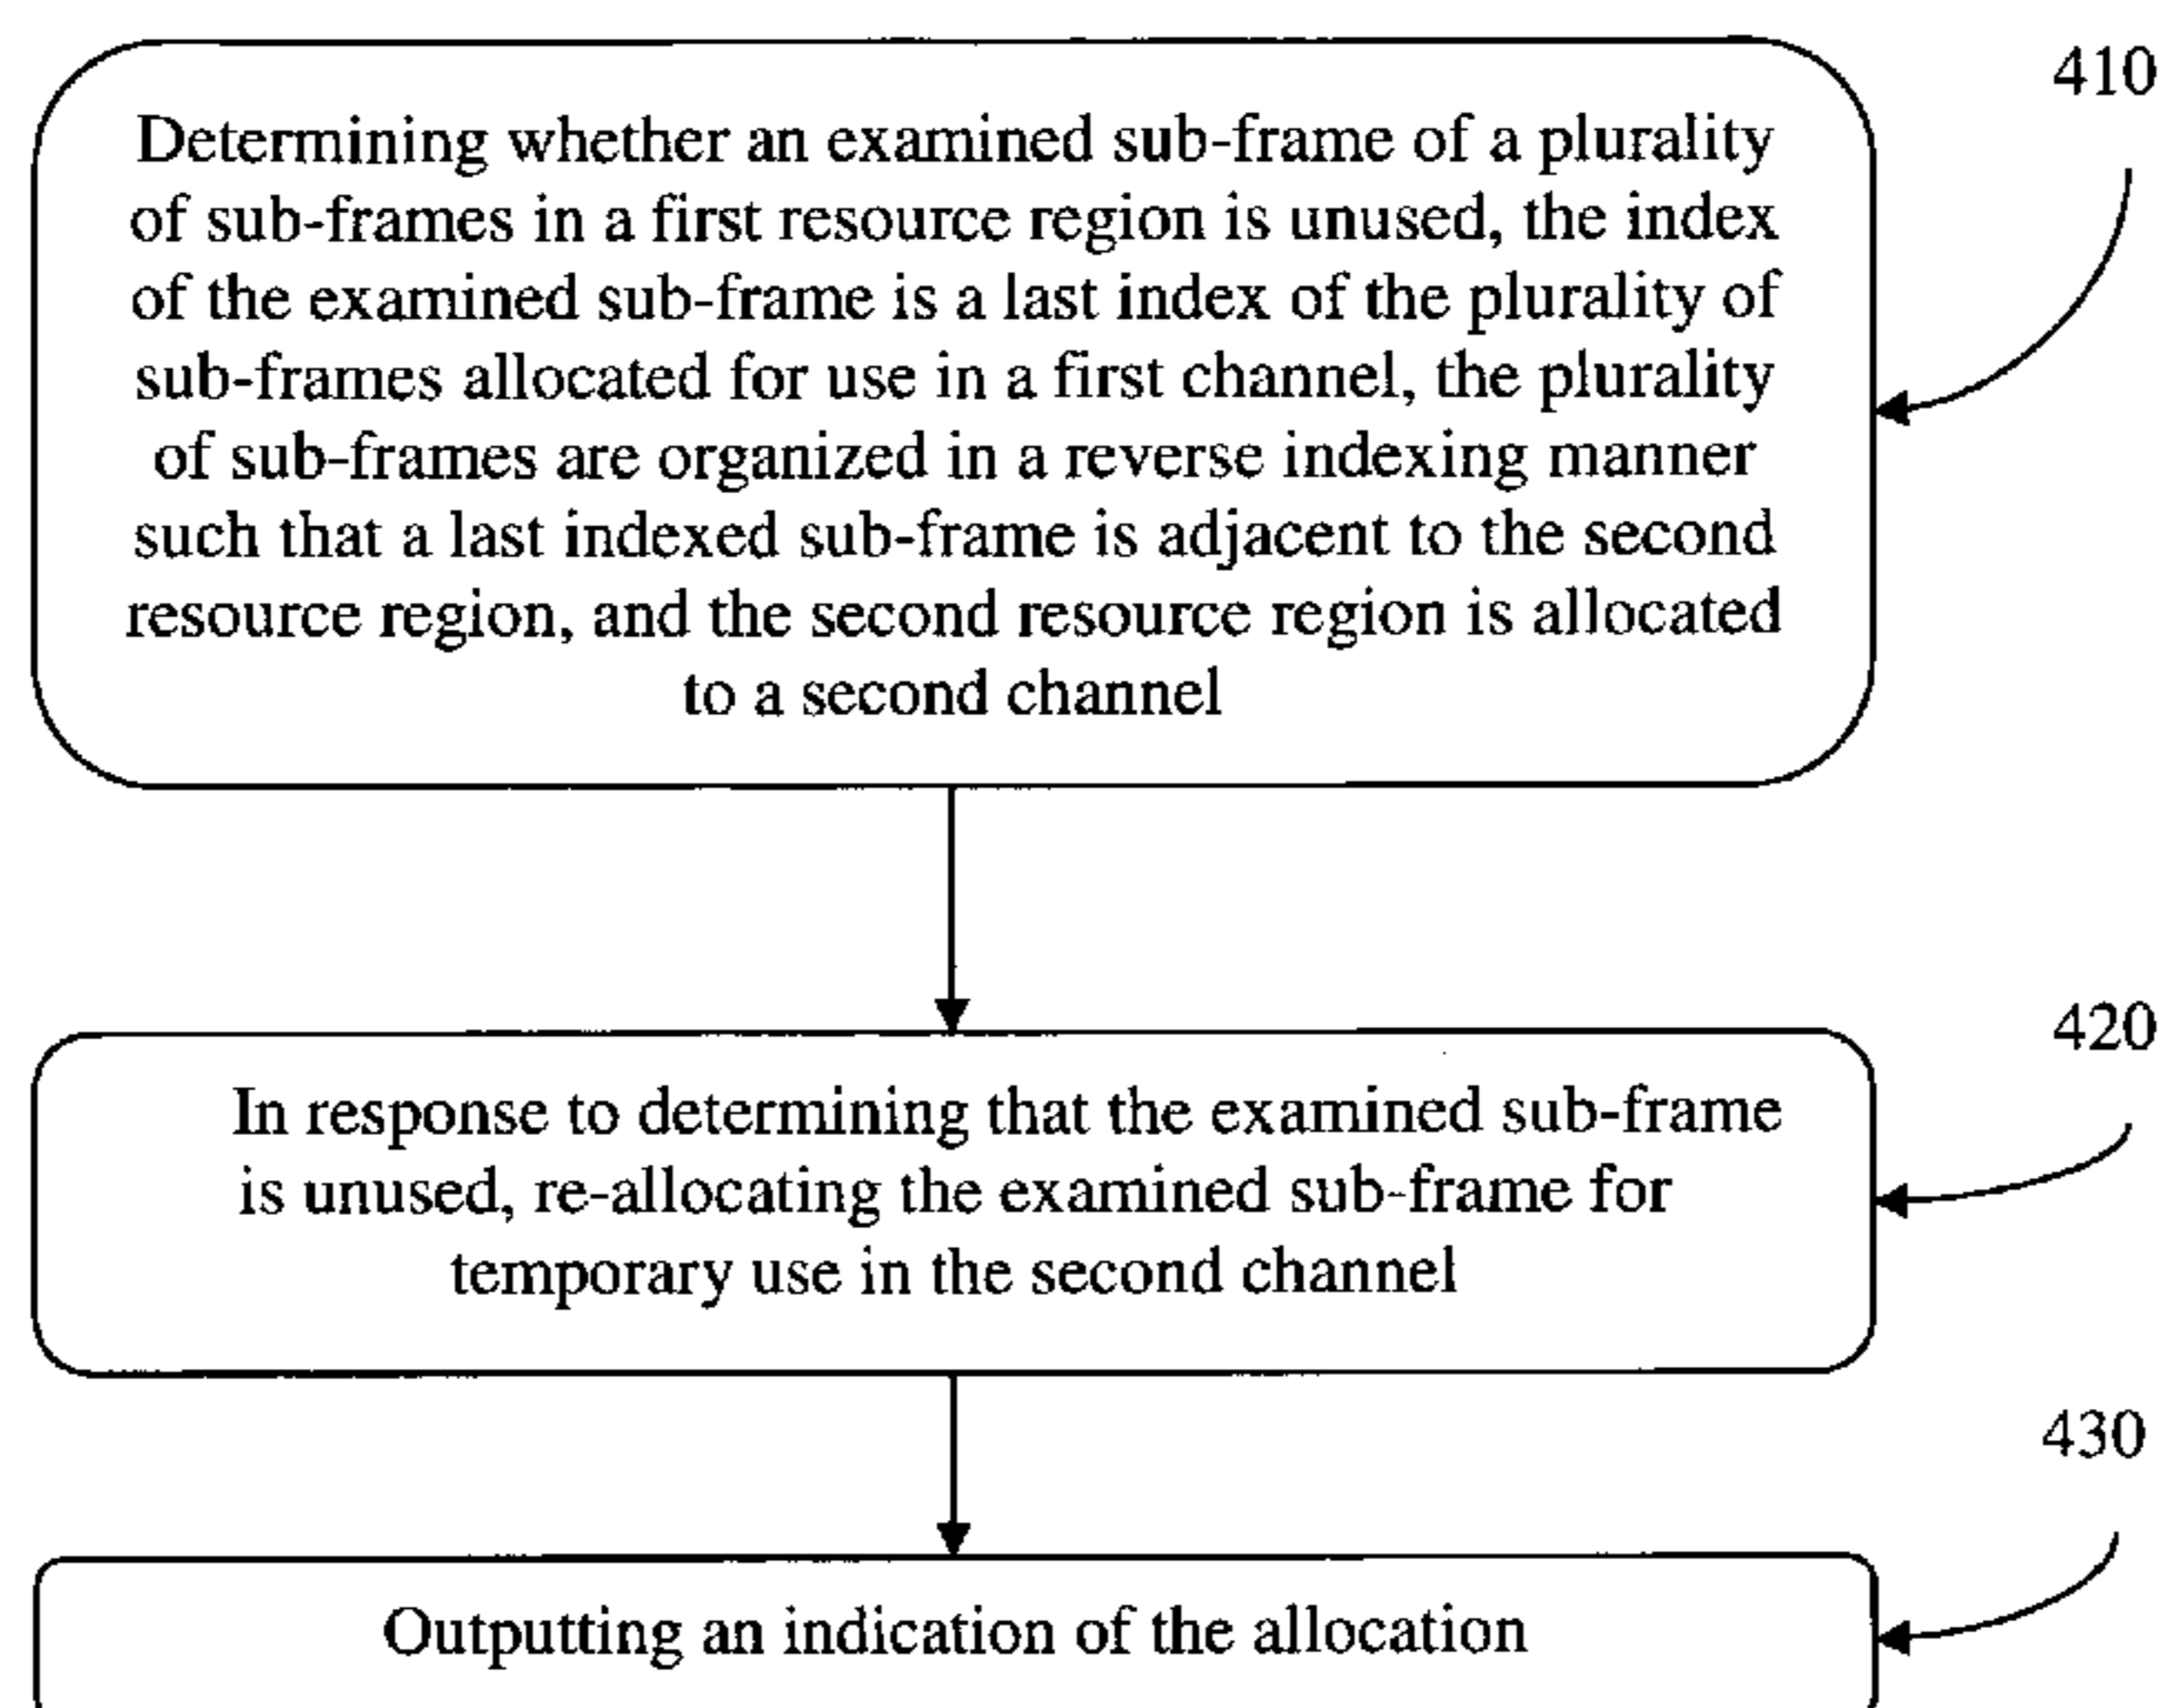 410
Determining whether an examined sub-frame of a plurality
of sub-frames in a first resource region is unused, the index
of the examined sub-frame is a last index of the plurality of
sub-frames allocated for use in a first channel, the plurality
of sub-frames are organized in a reverse indexing manner
such that a last indexed sub-frame is adjacent to the second
resource region, and the second resource region is allocated
to a second channel
420
In response to determining that the examined sub-frame
is unused, re-allocating the examined sub-frame for
temporary use in the second channel
430
Outputting an indication of the allocation